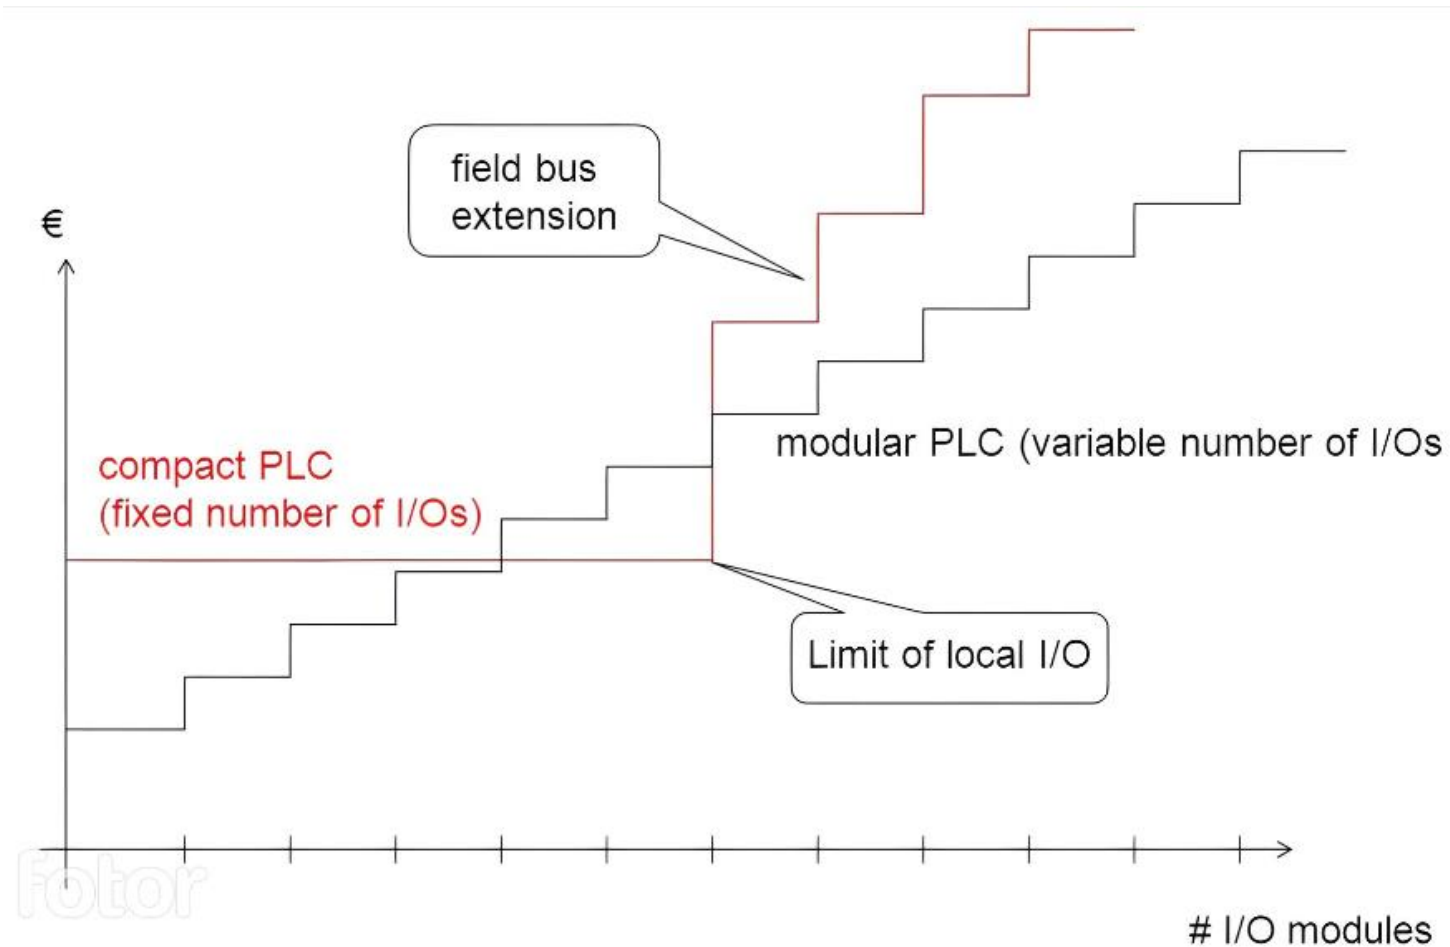 field bus
extension
€
compact PLC
(fixed number of I/Os)
modular PLC (variable number of I/Os
Limit of local I/O
fotor
# I/O modules